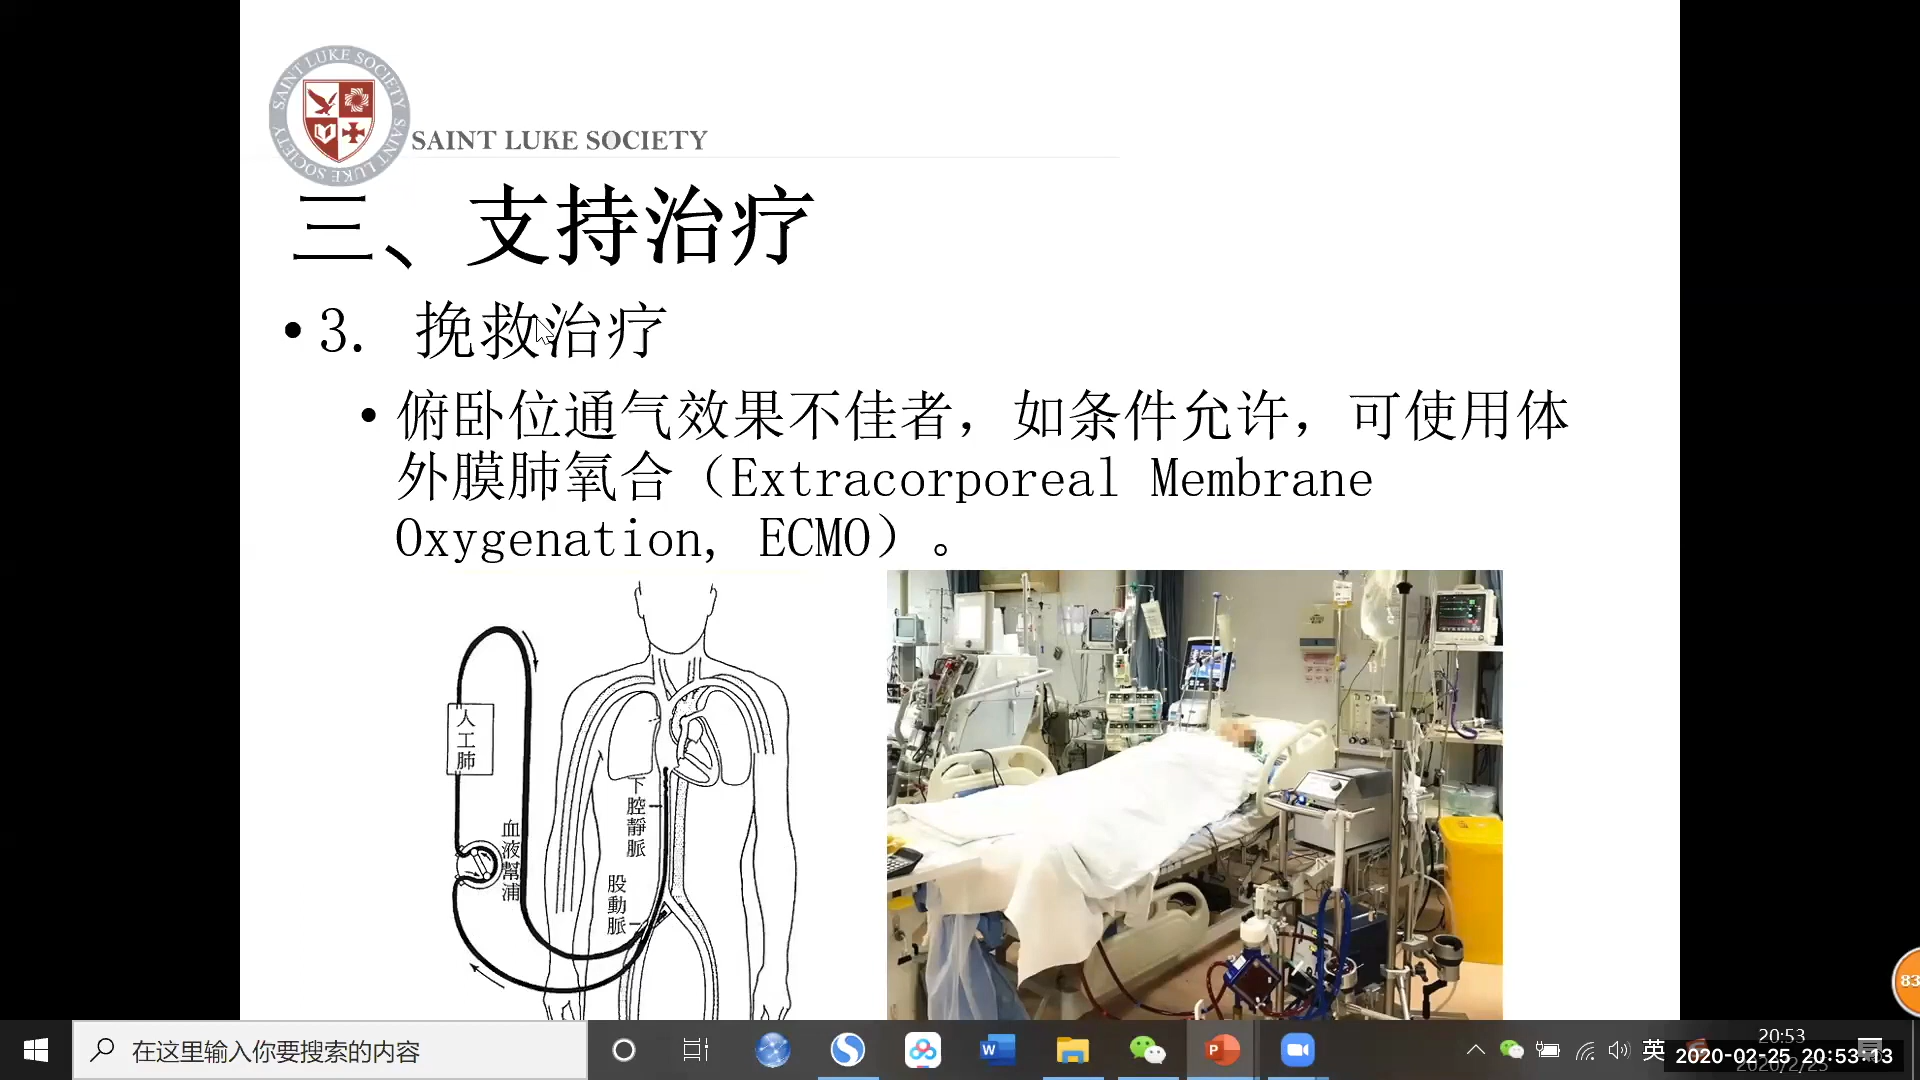 SAINT LUKE SOCIETY SAINT LUKE SOCIETY
SAINT LUKE SOCIETY
三、支持治疗
• 3. 挽救治疗
• 俯卧位通气效果不佳者，如条件允许，可使用体
外膜肺氧合（Extracorporeal Membrane
Oxygenation, ECMO）。
人工肺
下腔靜脈
血液幫浦
股動脈
83
在这里输入你要搜索的内容
W
P
英
20:53
2020-02-25 20:53:13